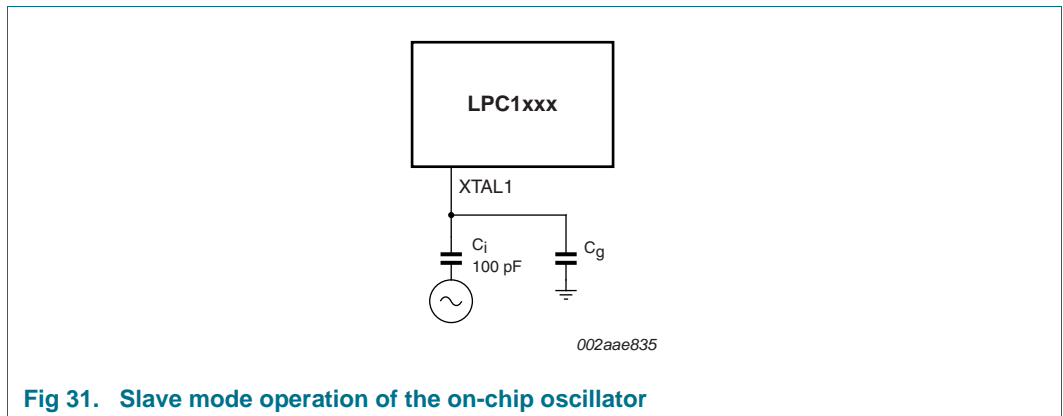 LPC1xxx
XTAL1
Ci
100 pF
Cg
002aae835
Fig 31. Slave mode operation of the on-chip oscillator